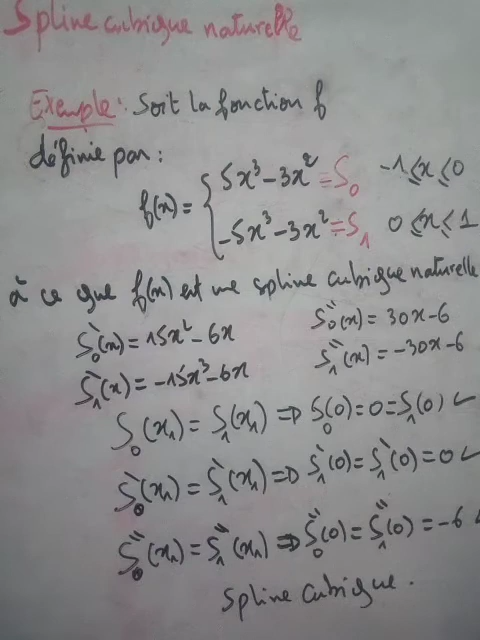 Spline cubique naturelle
Exemple: Soit la fonction f
définie par:
f(x) = { 5x³-3x² = S₀ -1≤x≤0
-5x³-3x² = S₁ 0≤x≤1
à ce que f(x) est une spline cubique naturelle
S₀'(x) = 15x²-6x S₀''(x) = 30x-6
S₁'(x) = -15x³-6x S₁''(x) = -30x-6
S₀(x₁) = S₁(x₁) ⇒ S₀(0)=0=S₁(0) ✓
S₀'(x₁) = S₁'(x₁) ⇒ S₀'(0)=S₁'(0)=0 ✓
S₀''(x₁) = S₁''(x₁) ⇒ S₀''(0)=S₁''(0)=-6 ✓
Spline cubique.